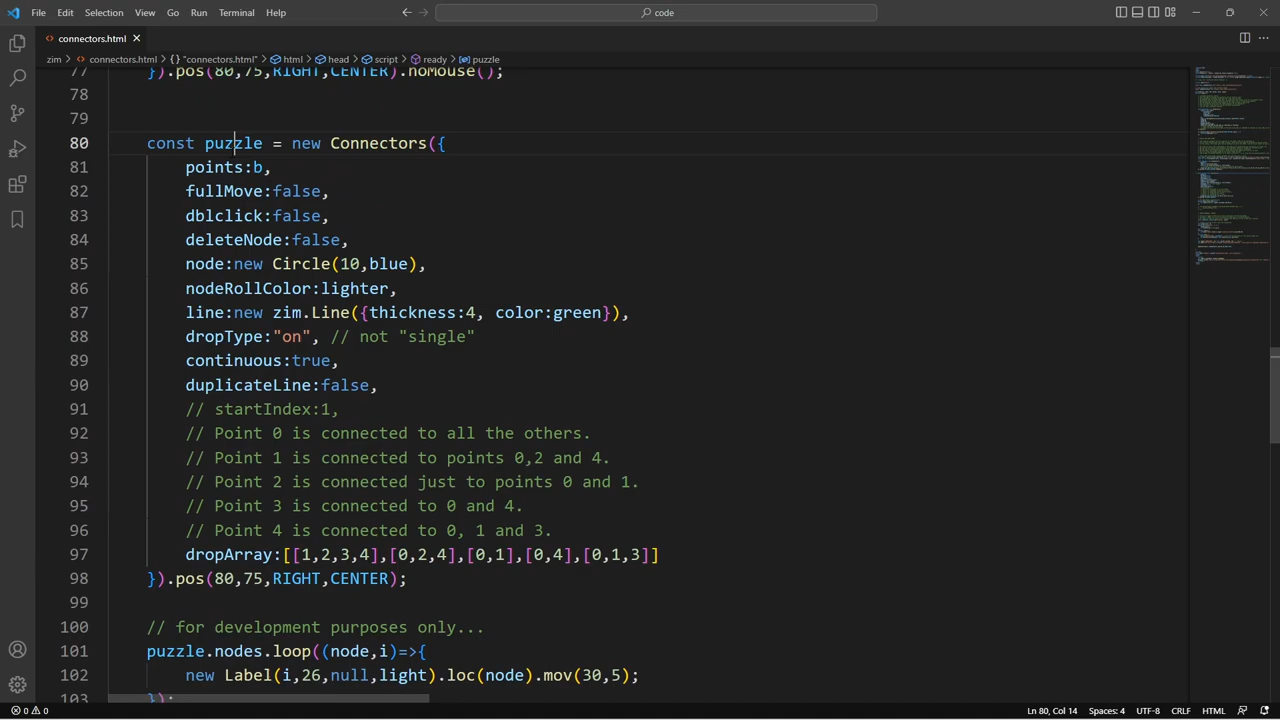 File Edit Selection View Go Run Terminal Help
code
connectors.html
zim > connectors.html > {} "connectors.html" > html > head > script > ready > puzzle
77 }).pos(80,75,RIGHT,CENTER).noMouse();
78
79
80 const puzzle = new Connectors({
81 points:b,
82 fullMove:false,
83 dblclick:false,
84 deleteNode:false,
85 node:new Circle(10,blue),
86 nodeRollColor:lighter,
87 line:new zim.Line({thickness:4, color:green}),
88 dropType:"on", // not "single"
89 continuous:true,
90 duplicateLine:false,
91 // startIndex:1,
92 // Point 0 is connected to all the others.
93 // Point 1 is connected to points 0,2 and 4.
94 // Point 2 is connected just to points 0 and 1.
95 // Point 3 is connected to 0 and 4.
96 // Point 4 is connected to 0, 1 and 3.
97 dropArray:[[1,2,3,4],[0,2,4],[0,1],[0,4],[0,1,3]]
98 }).pos(80,75,RIGHT,CENTER);
99
100 // for development purposes only...
101 puzzle.nodes.loop((node,i)=>{
102 new Label(i,26,null,light).loc(node).mov(30,5);
103 });
0 0 Ln 80, Col 14 Spaces: 4 UTF-8 CRLF HTML